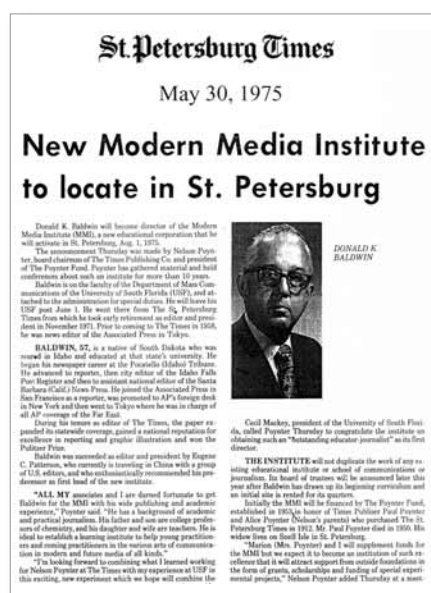 St. Petersburg Times
May 30, 1975
New Modern Media Institute
to locate in St. Petersburg
Donald K. Baldwin will become director of the Modern
Media Institute (MMI), a new educational corporation that he
will activate in St. Petersburg, Aug. 1, 1975.
The announcement Thursday was made by Nelson Poyn-
ter, board chairman of The Times Publishing Co. and president
of The Poynter Fund. Poynter has gathered material and held
conferences about such an institute for more than 10 years.
Baldwin is on the faculty of the Department of Mass Com-
munications of the University of South Florida (USF), and at-
tached to the administration for special duties. He will leave his
USF post June 1. He went there from The St. Petersburg
Times from which he took early retirement as editor and presi-
dent in November 1971. Prior to coming to The Times in 1958,
he was news editor of the Associated Press in Tokyo.
BALDWIN, 57, is a native of South Dakota who was
reared in Idaho and educated at that state's university. He
began his newspaper career at the Pocatello (Idaho) Tribune.
He advanced to reporter, then city editor of the Idaho Falls
Post Register and then to assistant national editor of the Santa
Barbara (Calif.) News Press. He joined the Associated Press in
San Francisco as a reporter, was promoted to AP's foreign desk
in New York and then went to Tokyo where he was in charge of
all AP coverage of the Far East.
During his tenure as editor of The Times, the paper ex-
panded its statewide coverage, gained a national reputation for
excellence in reporting and graphic illustration and won the
Pulitzer Prize.
Baldwin was succeeded as editor and president by Eugene
C. Patterson, who currently is traveling in China with a group
of U.S. editors, and who enthusiastically recommended his pre-
decessor as first head of the new institute.
"ALL MY associates and I are darned fortunate to get
Baldwin for the MMI with his wide publishing and academic
experience," Poynter said. "He has a background of academic
and practical journalism. His father and son are college profes-
sors of chemistry, and his daughter and wife are teachers. He is
ideal to establish a learning institute to help young practition-
ers and coming practitioners in the various arts of communica-
tion in modern and future media of all kinds."
"I'm looking forward to combining what I learned working
for Nelson Poynter at The Times with my experience at USF in
this exciting, new experiment which we hope will combine the
DONALD K.
BALDWIN
Cecil Mackey, president of the University of South Flori-
da, called Poynter Thursday to congratulate the institute on
obtaining such an "outstanding educator-journalist" as its first
director.
THE INSTITUTE will not duplicate the work of any ex-
isting educational institute or school of communications or
journalism. Its board of trustees will be announced later this
year after Baldwin has drawn up its beginning curriculum and
an initial site is rented for its quarters.
Initially the MMI will be financed by The Poynter Fund,
established in 1953, in honor of Times Publisher Paul Poynter
and Alice Poynter (Nelson's parents) who purchased The St.
Petersburg Times in 1912. Mr. Paul Poynter died in 1950. His
widow lives on Snell Isle in St. Petersburg.
"Marion (Mrs. Poynter) and I will supplement funds for
the MMI but we expect it to become an institution of such ex-
cellence that it will attract support from outside foundations in
the form of grants, scholarships and funding of special experi-
mental projects," Nelson Poynter added Thursday at a meet-